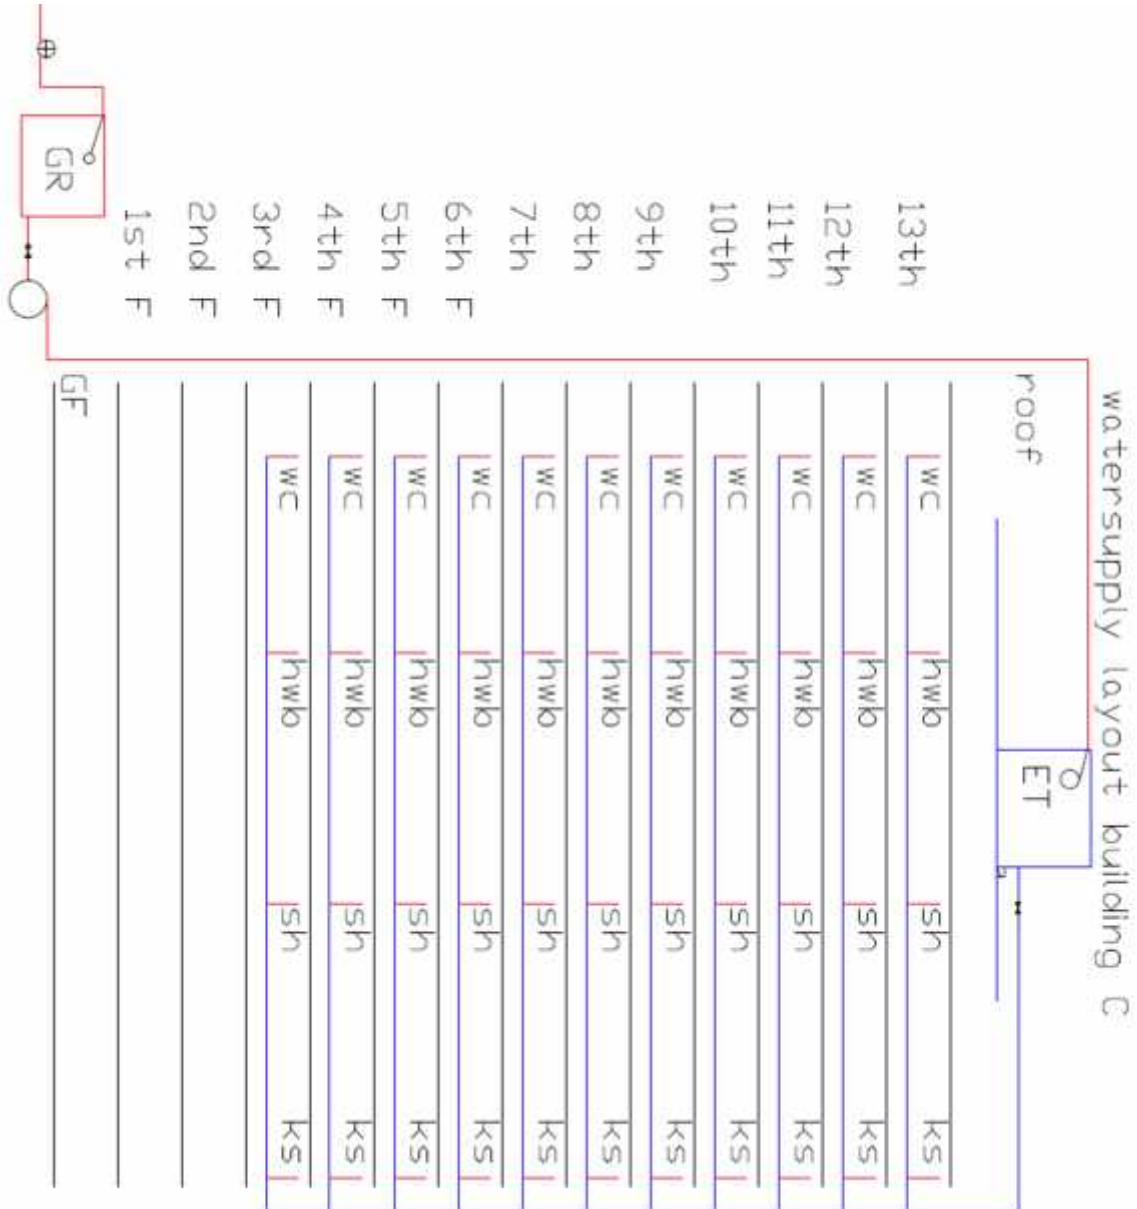 watersupply layout building C
roof ET
13th wc hwb sh ks
12th wc hwb sh ks
11th wc hwb sh ks
10th wc hwb sh ks
9th wc hwb sh ks
8th wc hwb sh ks
7th wc hwb sh ks
6th F wc hwb sh ks
5th F wc hwb sh ks
4th F wc hwb sh ks
3rd F wc hwb sh ks
2nd F
1st F
GR GF